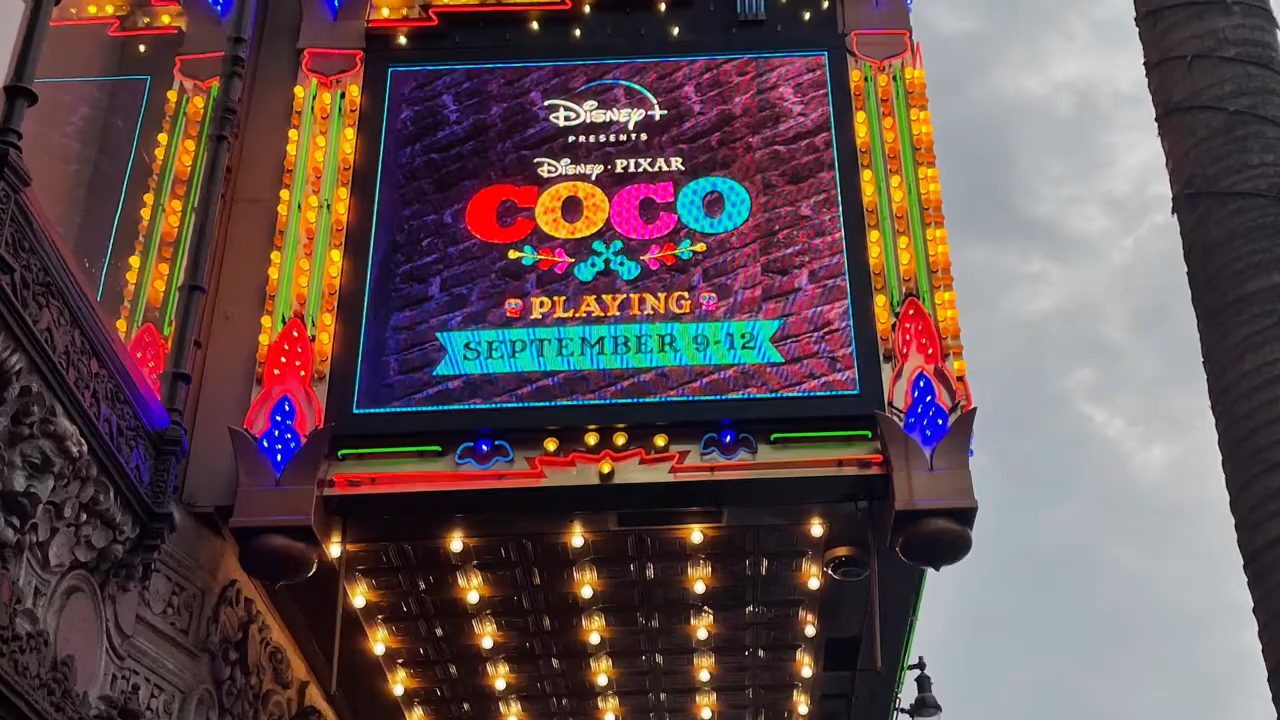 Disney+
PRESENTS
Disney · PIXAR
COCO
PLAYING
SEPTEMBER 9-12